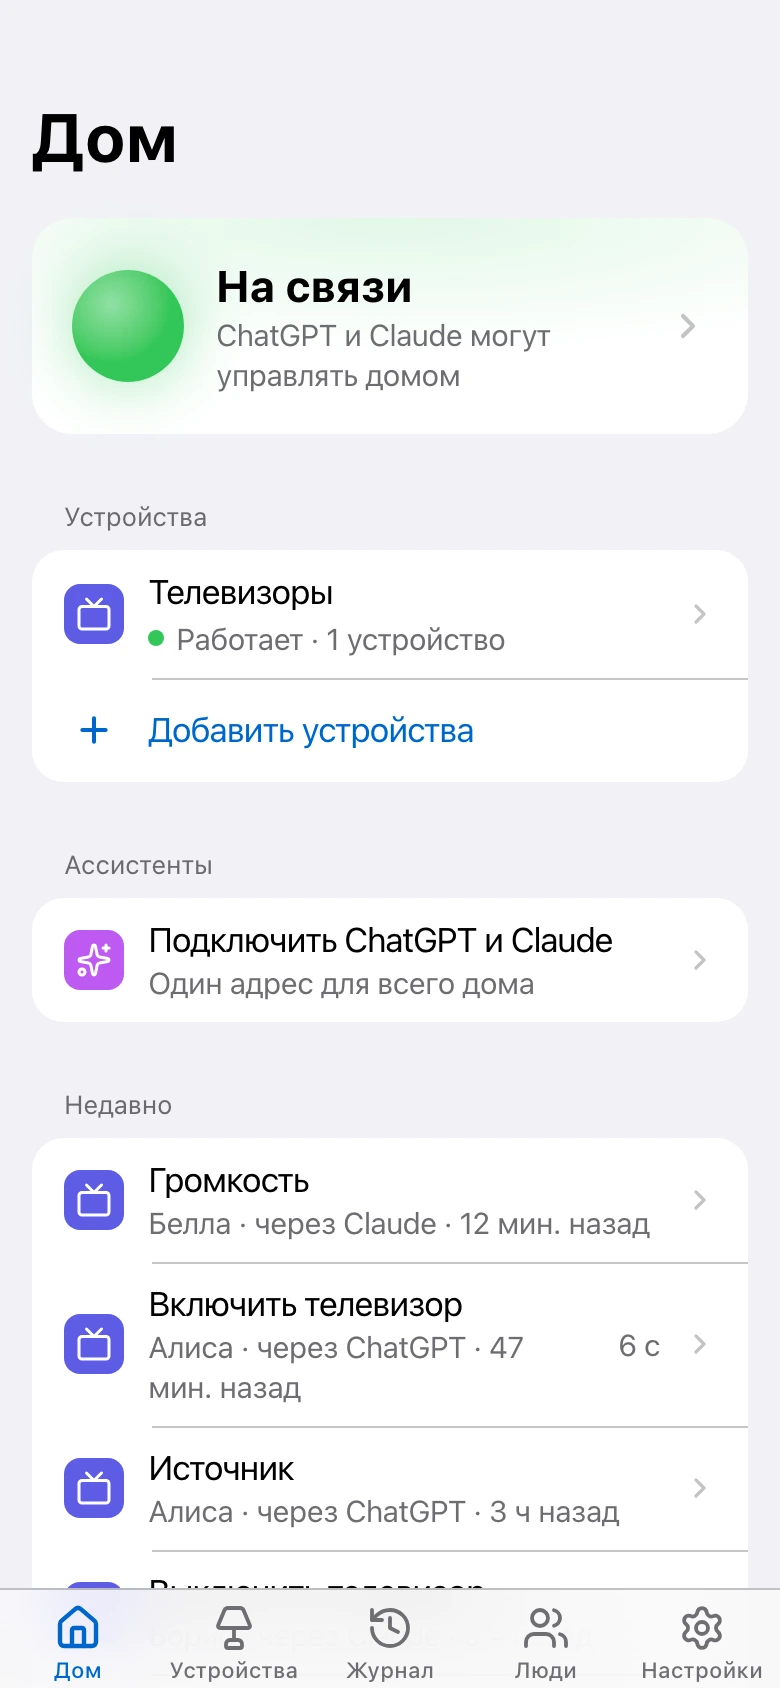 Дом
На связи
ChatGPT и Claude могут
управлять домом
Устройства
Телевизоры
Работает · 1 устройство
Добавить устройства
Ассистенты
Подключить ChatGPT и Claude
Один адрес для всего дома
Недавно
Громкость
Белла · через Claude · 12 мин. назад
Включить телевизор
Алиса · через ChatGPT · 47
мин. назад
6 с
Источник
Алиса · через ChatGPT · 3 ч назад
Выключить телевизор
Дом
Устройства
Журнал
Люди
Настройки